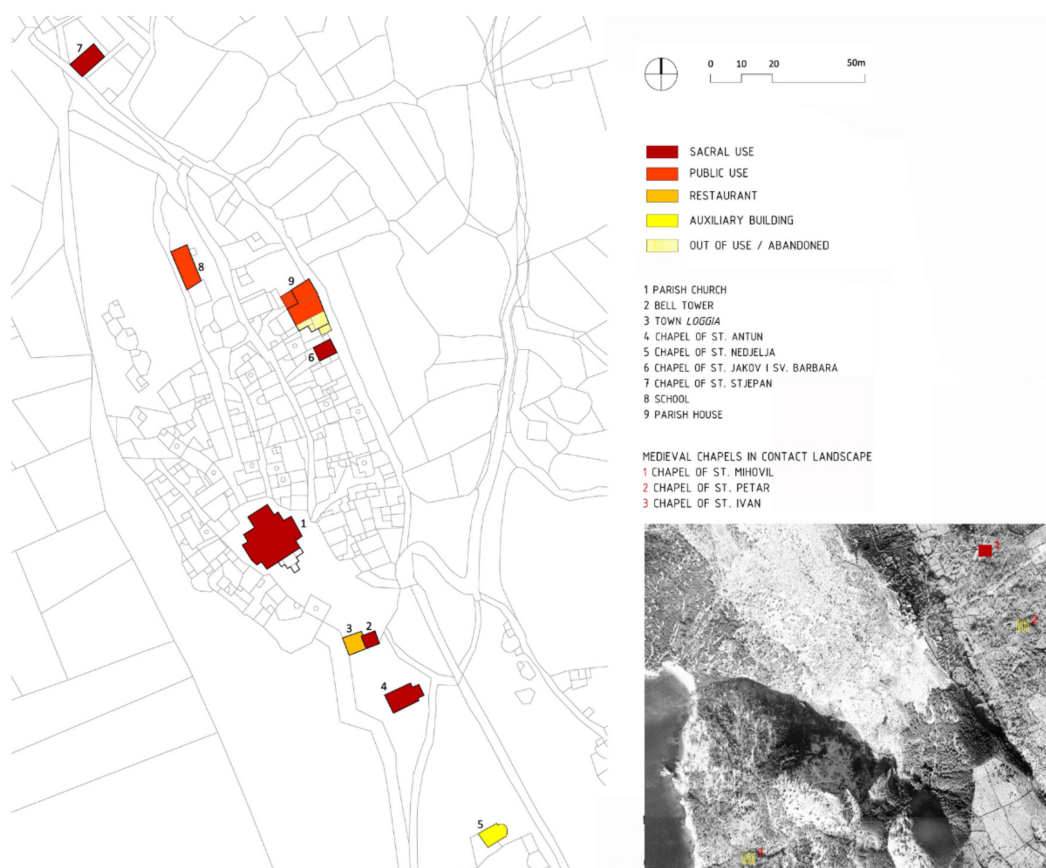 7
8
9
6
1
3 2
4
5
0 10 20 50m
SACRAL USE
PUBLIC USE
RESTAURANT
AUXILIARY BUILDING
OUT OF USE / ABANDONED
1 PARISH CHURCH
2 BELL TOWER
3 TOWN LOGGIA
4 CHAPEL OF ST. ANTUN
5 CHAPEL OF ST. NEDJELJA
6 CHAPEL OF ST. JAKOV I SV. BARBARA
7 CHAPEL OF ST. STJEPAN
8 SCHOOL
9 PARISH HOUSE
MEDIEVAL CHAPELS IN CONTACT LANDSCAPE
1 CHAPEL OF ST. MIHOVIL
2 CHAPEL OF ST. PETAR
3 CHAPEL OF ST. IVAN
1
2
3